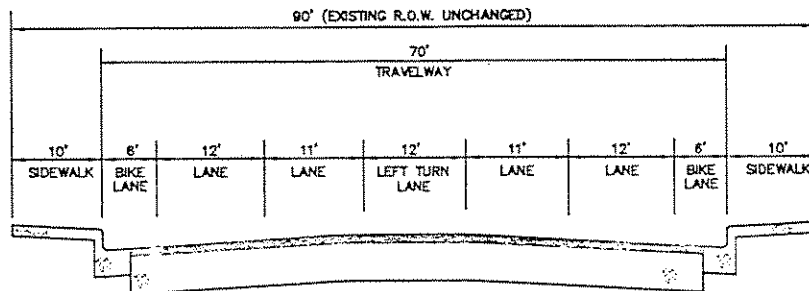 90' (EXISTING R.O.W. UNCHANGED)
70'
TRAVELWAY
10' 6' 12' 11' 12' 11' 12' 6' 10'
SIDEWALK BIKE LANE LANE LEFT TURN LANE LANE BIKE SIDEWALK
LANE LANE LANE